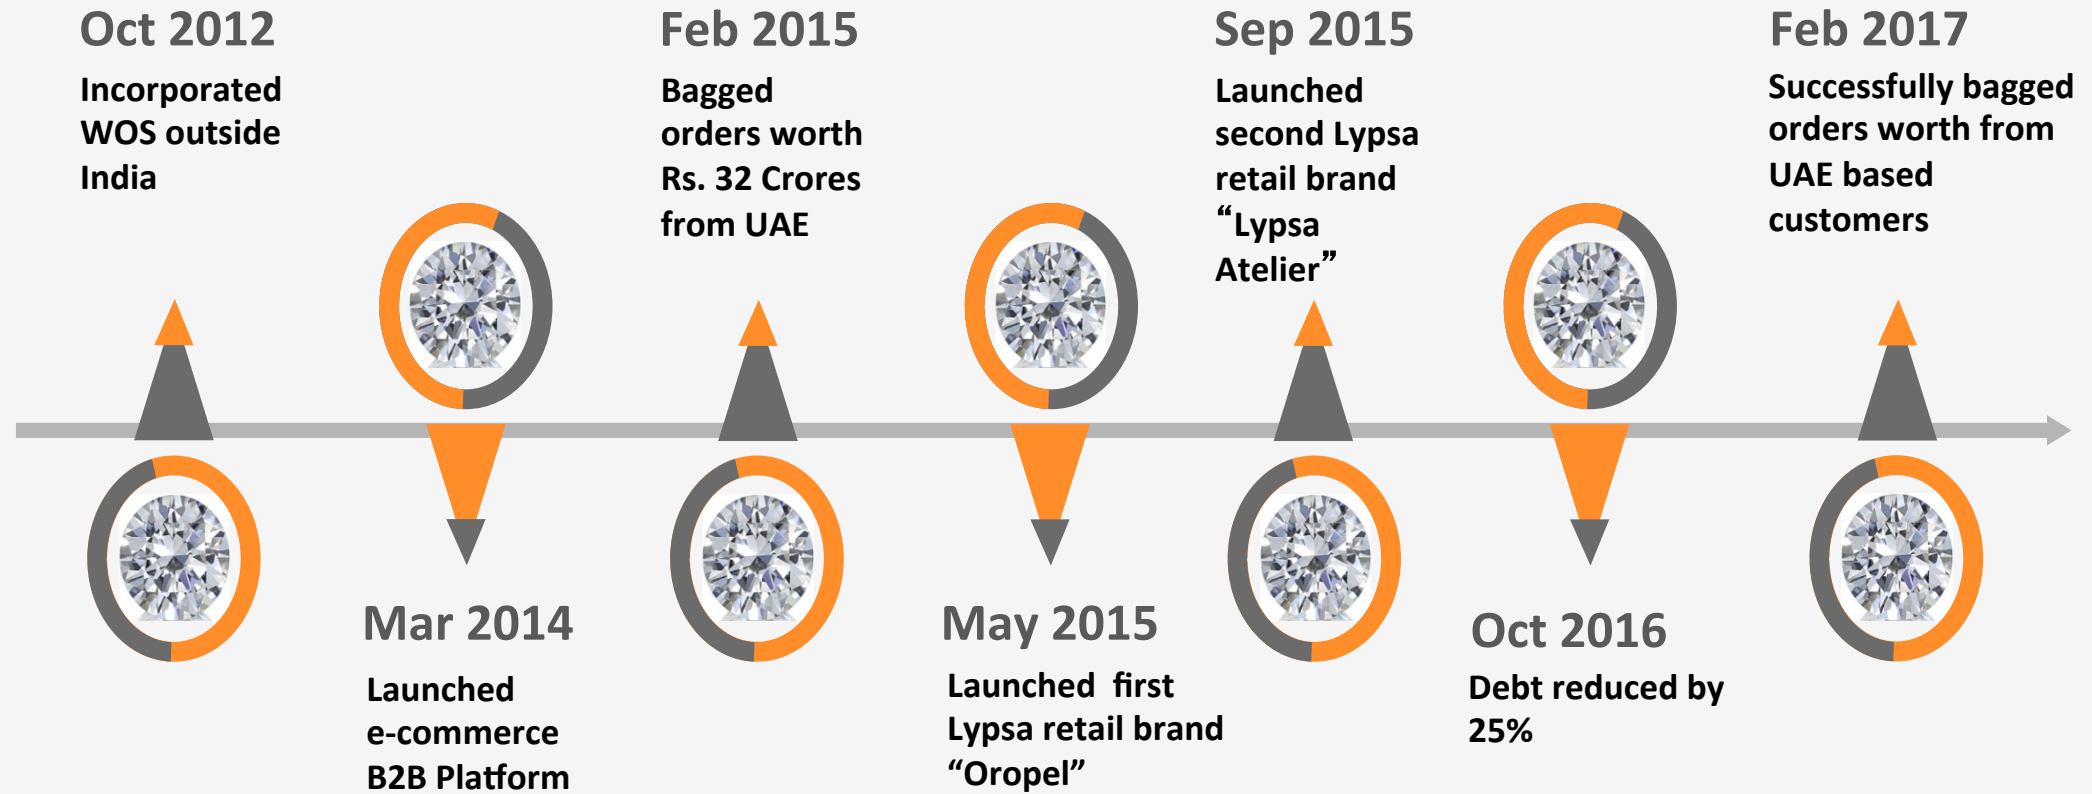 Oct 2012
Incorporated
WOS outside
India
Mar 2014
Launched
e-commerce
B2B Platform
Feb 2015
Bagged
orders worth
Rs. 32 Crores
from UAE
May 2015
Launched  first
Lypsa retail brand
“Oropel”
Sep 2015
Launched
second Lypsa
retail brand
“Lypsa
Atelier”
Oct 2016
Debt reduced by
25%
Feb 2017
Successfully bagged
orders worth from
UAE based
customers